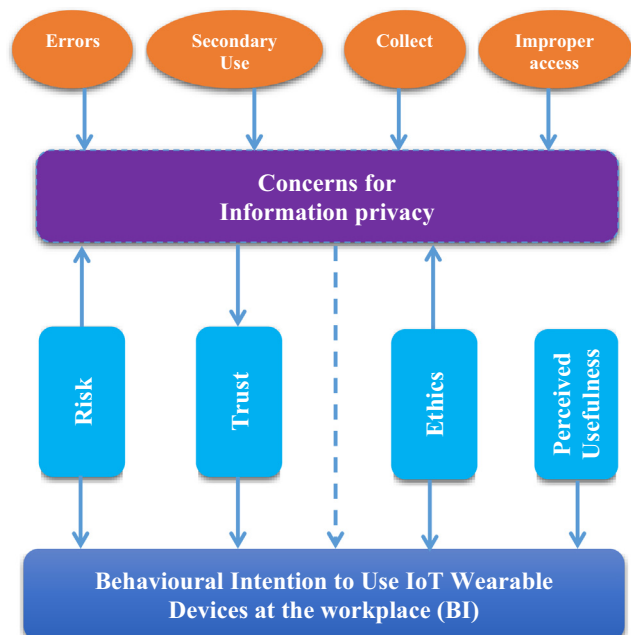 Errors
Secondary
Use
Collect
Improper
access
Concerns for
Information privacy
Risk
Trust
Ethics
Perceived
Usefulness
Behavioural Intention to Use IoT Wearable
Devices at the workplace (BI)